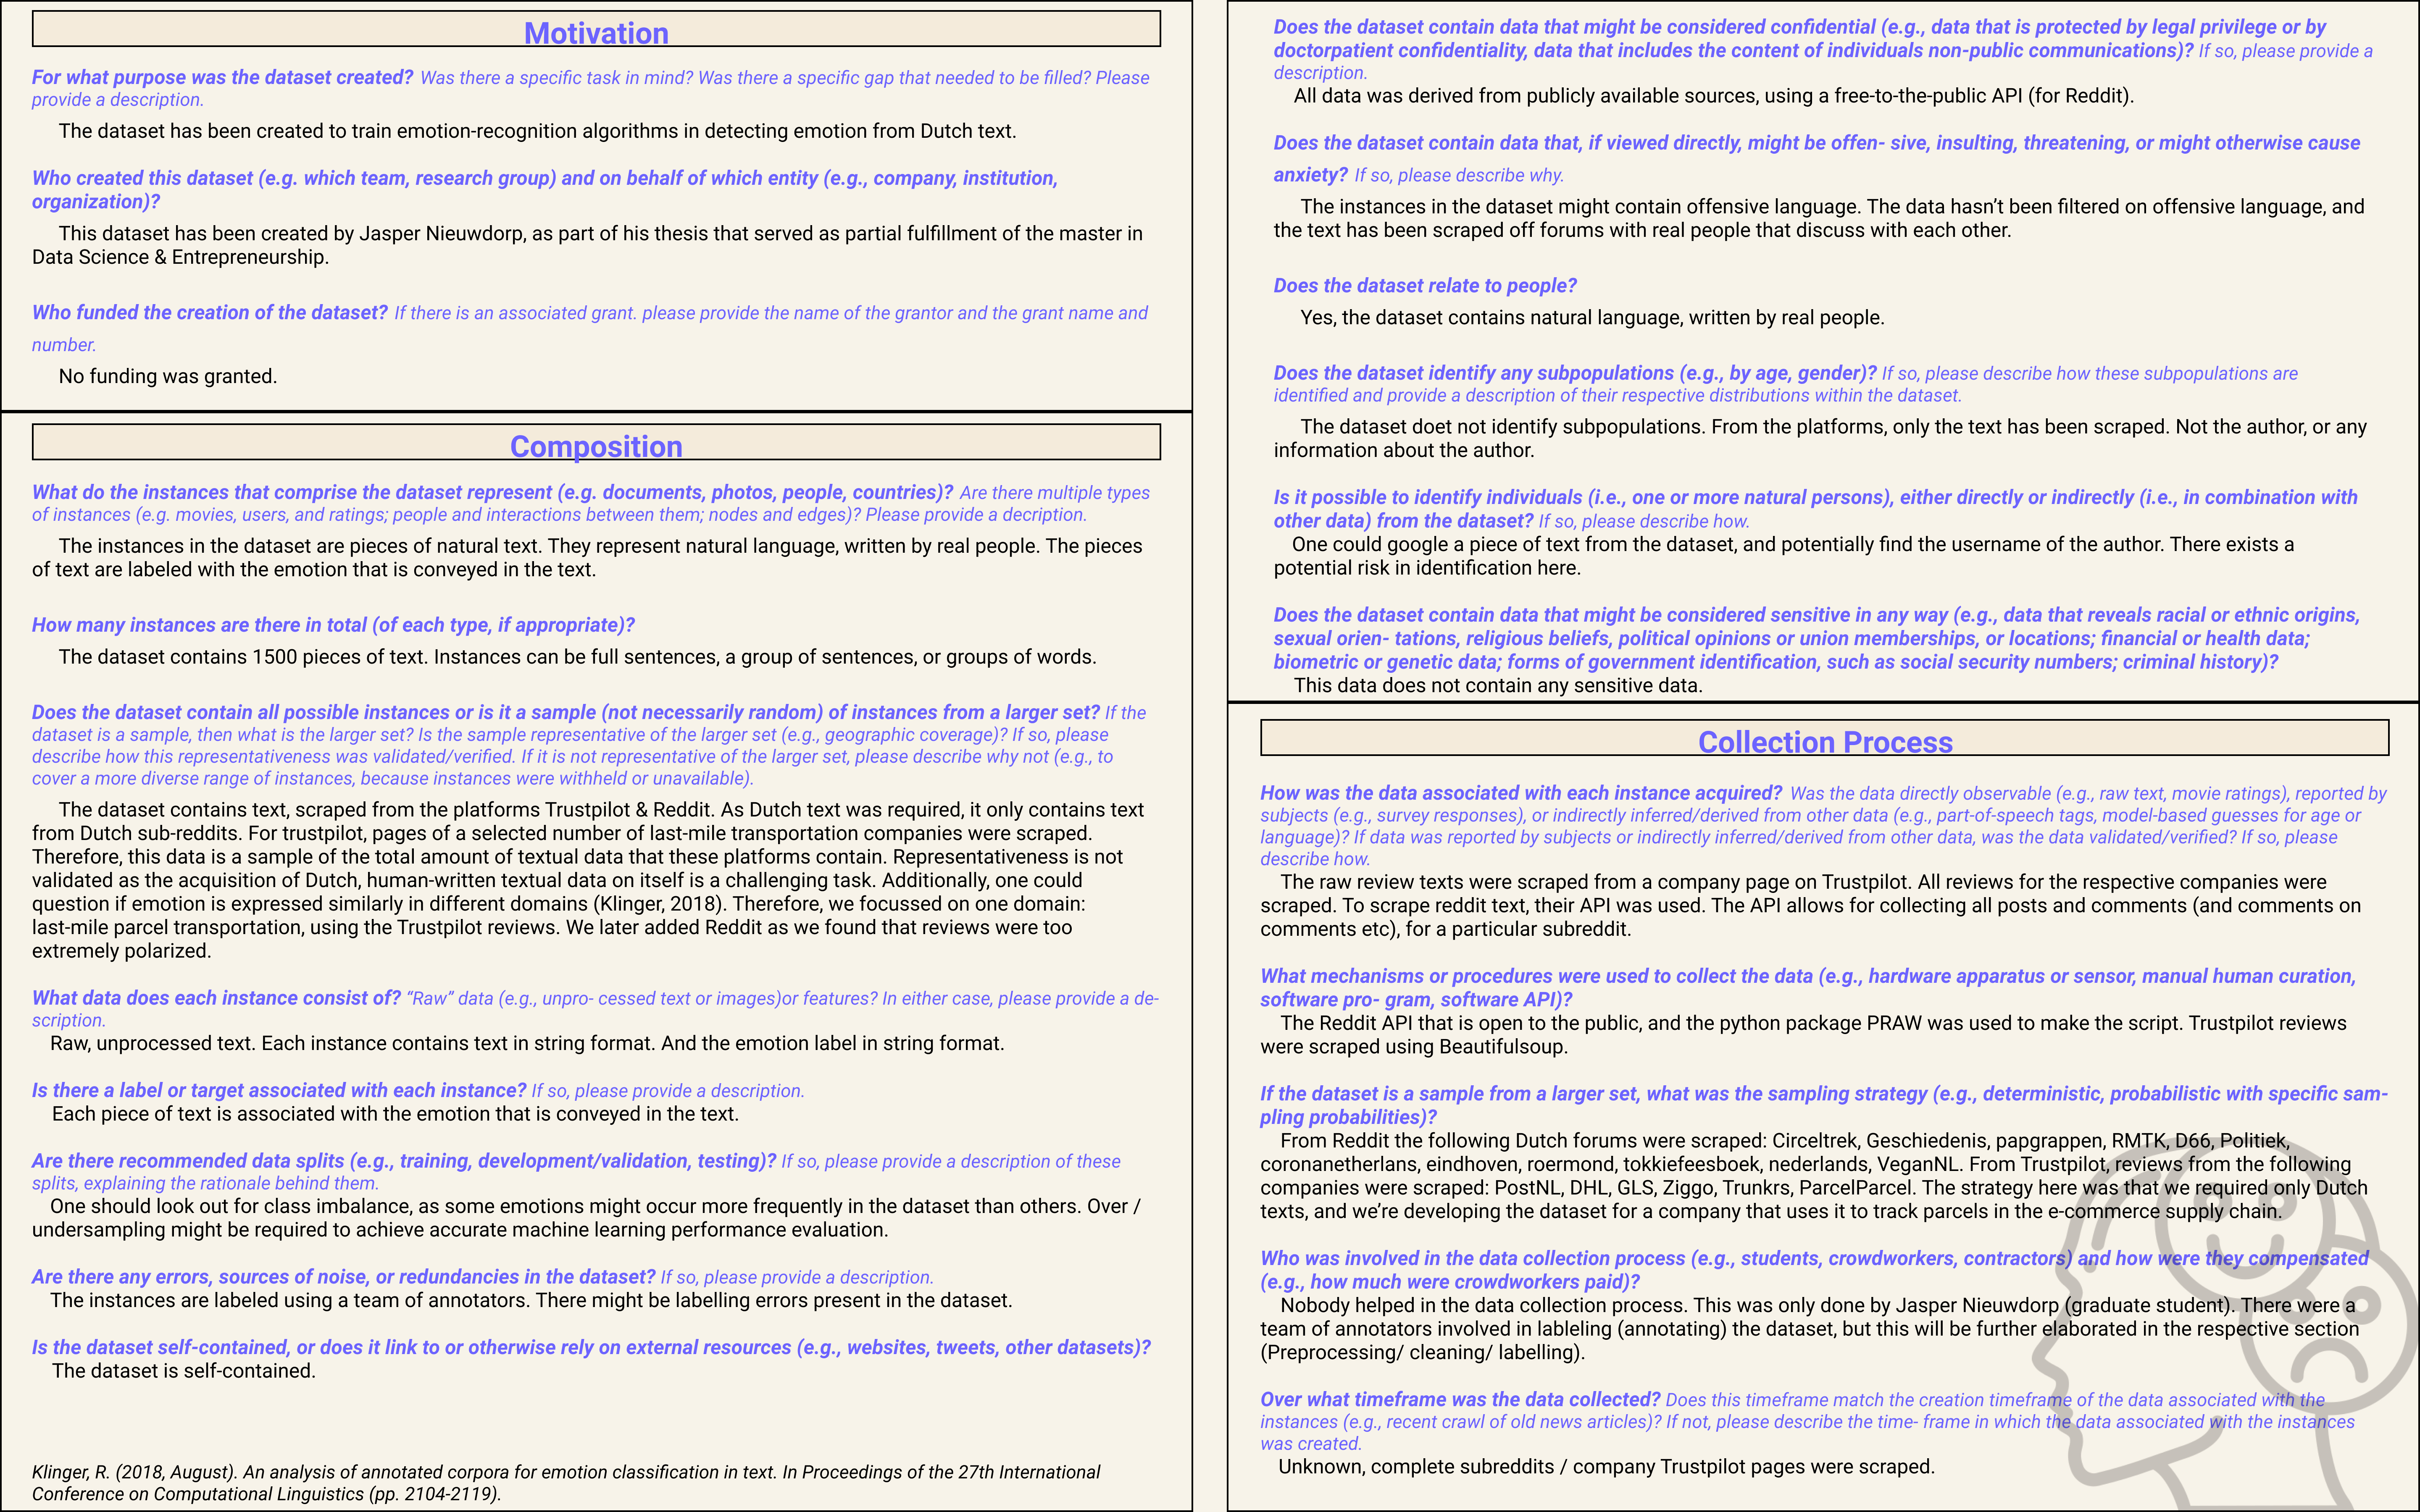 Motivation
For what purpose was the dataset created? Was there a specific task in mind? Was there a specific gap that needed to be filled? Please
provide a description.
The dataset has been created to train emotion-recognition algorithms in detecting emotion from Dutch text.
Who created this dataset (e.g. which team, research group) and on behalf of which entity (e.g., company, institution,
organization)?
This dataset has been created by Jasper Nieuwdorp, as part of his thesis that served as partial fulfillment of the master in
Data Science & Entrepreneurship.
Who funded the creation of the dataset? If there is an associated grant. please provide the name of the grantor and the grant name and
number.
No funding was granted.
Composition
What do the instances that comprise the dataset represent (e.g. documents, photos, people, countries)? Are there multiple types
of instances (e.g. movies, users, and ratings; people and interactions between them; nodes and edges)? Please provide a decription.
The instances in the dataset are pieces of natural text. They represent natural language, written by real people. The pieces
of text are labeled with the emotion that is conveyed in the text.
How many instances are there in total (of each type, if appropriate)?
The dataset contains 1500 pieces of text. Instances can be full sentences, a group of sentences, or groups of words.
Does the dataset contain all possible instances or is it a sample (not necessarily random) of instances from a larger set? If the
dataset is a sample, then what is the larger set? Is the sample representative of the larger set (e.g., geographic coverage)? If so, please
describe how this representativeness was validated/verified. If it is not representative of the larger set, please describe why not (e.g., to
cover a more diverse range of instances, because instances were withheld or unavailable).
The dataset contains text, scraped from the platforms Trustpilot & Reddit. As Dutch text was required, it only contains text
from Dutch sub-reddits. For trustpilot, pages of a selected number of last-mile transportation companies were scraped.
Therefore, this data is a sample of the total amount of textual data that these platforms contain. Representativeness is not
validated as the acquisition of Dutch, human-written textual data on itself is a challenging task. Additionally, one could
question if emotion is expressed similarly in different domains (Klinger, 2018). Therefore, we focussed on one domain:
last-mile parcel transportation, using the Trustpilot reviews. We later added Reddit as we found that reviews were too
extremely polarized.
What data does each instance consist of? “Raw” data (e.g., unpro- cessed text or images)or features? In either case, please provide a de-
scription.
Raw, unprocessed text. Each instance contains text in string format. And the emotion label in string format.
Is there a label or target associated with each instance? If so, please provide a description.
Each piece of text is associated with the emotion that is conveyed in the text.
Are there recommended data splits (e.g., training, development/validation, testing)? If so, please provide a description of these
splits, explaining the rationale behind them.
One should look out for class imbalance, as some emotions might occur more frequently in the dataset than others. Over /
undersampling might be required to achieve accurate machine learning performance evaluation.
Are there any errors, sources of noise, or redundancies in the dataset? If so, please provide a description.
The instances are labeled using a team of annotators. There might be labelling errors present in the dataset.
Is the dataset self-contained, or does it link to or otherwise rely on external resources (e.g., websites, tweets, other datasets)?
The dataset is self-contained.
Klinger, R. (2018, August). An analysis of annotated corpora for emotion classification in text. In Proceedings of the 27th International
Conference on Computational Linguistics (pp. 2104-2119).
Does the dataset contain data that might be considered confidential (e.g., data that is protected by legal privilege or by
doctorpatient confidentiality, data that includes the content of individuals non-public communications)? If so, please provide a
description.
All data was derived from publicly available sources, using a free-to-the-public API (for Reddit).
Does the dataset contain data that, if viewed directly, might be offen- sive, insulting, threatening, or might otherwise cause
anxiety? If so, please describe why.
The instances in the dataset might contain offensive language. The data hasn’t been filtered on offensive language, and
the text has been scraped off forums with real people that discuss with each other.
Does the dataset relate to people?
Yes, the dataset contains natural language, written by real people.
Does the dataset identify any subpopulations (e.g., by age, gender)? If so, please describe how these subpopulations are
identified and provide a description of their respective distributions within the dataset.
The dataset doet not identify subpopulations. From the platforms, only the text has been scraped. Not the author, or any
information about the author.
Is it possible to identify individuals (i.e., one or more natural persons), either directly or indirectly (i.e., in combination with
other data) from the dataset? If so, please describe how.
One could google a piece of text from the dataset, and potentially find the username of the author. There exists a
potential risk in identification here.
Does the dataset contain data that might be considered sensitive in any way (e.g., data that reveals racial or ethnic origins,
sexual orien- tations, religious beliefs, political opinions or union memberships, or locations; financial or health data;
biometric or genetic data; forms of government identification, such as social security numbers; criminal history)?
This data does not contain any sensitive data.
Collection Process
How was the data associated with each instance acquired? Was the data directly observable (e.g., raw text, movie ratings), reported by
subjects (e.g., survey responses), or indirectly inferred/derived from other data (e.g., part-of-speech tags, model-based guesses for age or
language)? If data was reported by subjects or indirectly inferred/derived from other data, was the data validated/verified? If so, please
describe how.
The raw review texts were scraped from a company page on Trustpilot. All reviews for the respective companies were
scraped. To scrape reddit text, their API was used. The API allows for collecting all posts and comments (and comments on
comments etc), for a particular subreddit.
What mechanisms or procedures were used to collect the data (e.g., hardware apparatus or sensor, manual human curation,
software pro- gram, software API)?
The Reddit API that is open to the public, and the python package PRAW was used to make the script. Trustpilot reviews
were scraped using Beautifulsoup.
If the dataset is a sample from a larger set, what was the sampling strategy (e.g., deterministic, probabilistic with specific sam-
pling probabilities)?
From Reddit the following Dutch forums were scraped: Circeltrek, Geschiedenis, papgrappen, RMTK, D66, Politiek,
coronanetherlans, eindhoven, roermond, tokkiefeesboek, nederlands, VeganNL. From Trustpilot, reviews from the following
companies were scraped: PostNL, DHL, GLS, Ziggo, Trunkrs, ParcelParcel. The strategy here was that we required only Dutch
texts, and we’re developing the dataset for a company that uses it to track parcels in the e-commerce supply chain.
Who was involved in the data collection process (e.g., students, crowdworkers, contractors) and how were they compensated
(e.g., how much were crowdworkers paid)?
Nobody helped in the data collection process. This was only done by Jasper Nieuwdorp (graduate student). There were a
team of annotators involved in lableling (annotating) the dataset, but this will be further elaborated in the respective section
(Preprocessing/ cleaning/ labelling).
Over what timeframe was the data collected? Does this timeframe match the creation timeframe of the data associated with the
instances (e.g., recent crawl of old news articles)? If not, please describe the time- frame in which the data associated with the instances
was created.
Unknown, complete subreddits / company Trustpilot pages were scraped.